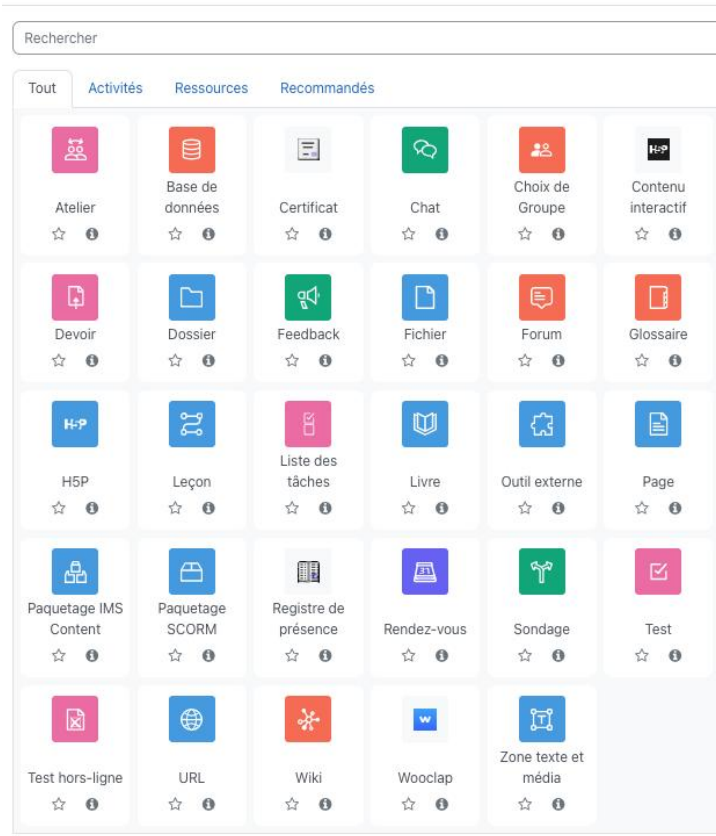 Rechercher
Tout Activités Ressources Recommandés
H-P
Base de
données
Choix de
Groupe
Contenu
interactif
Atelier
Certificat
Chat
Devoir
Dossier
Feedback
Fichier
Forum
Glossaire
H-P
H5P
Leçon
Liste des
tâches
Livre
Outil externe
Page
31
Paquetage IMS
Content
Paquetage
SCORM
Registre de
présence
Rendez-vous
Sondage
Test
W
T
Test hors-ligne
URL
Wiki
Wooclap
Zone texte et
média